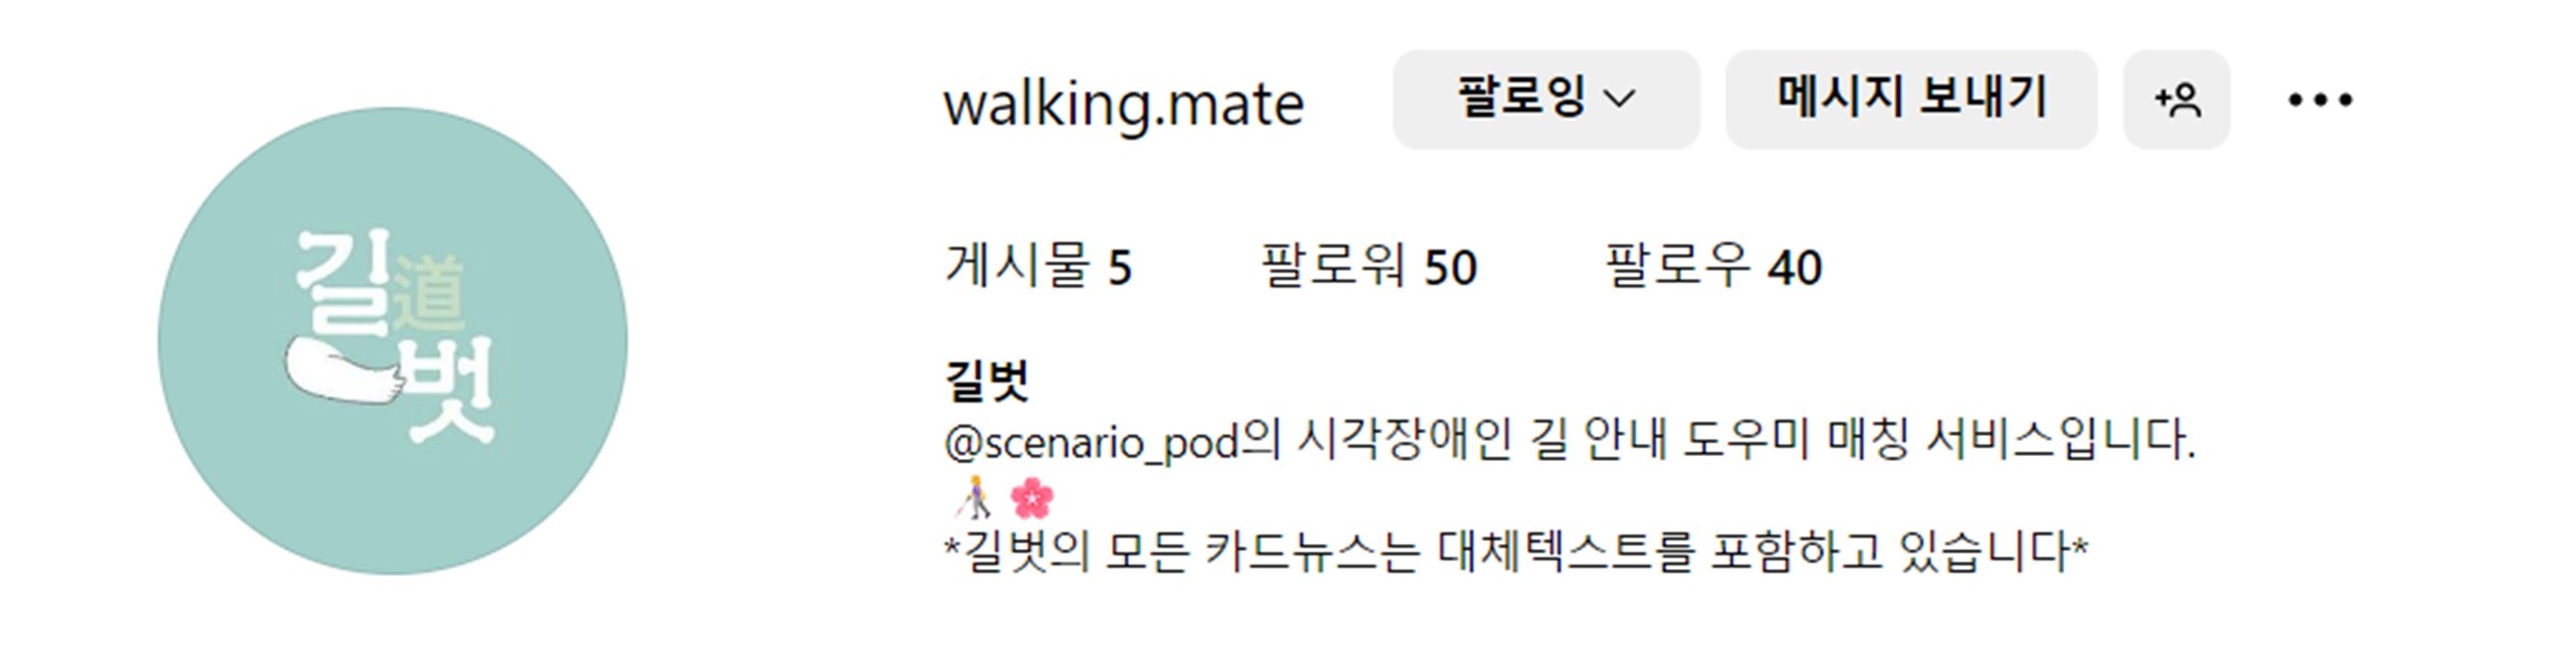 길道
벗
walking.mate 팔로잉 메시지 보내기
게시물 5 팔로워 50 팔로우 40
길벗
@scenario_pod의 시각장애인 길 안내 도우미 매칭 서비스입니다.
👩‍🦯🌸
*길벗의 모든 카드뉴스는 대체텍스트를 포함하고 있습니다*